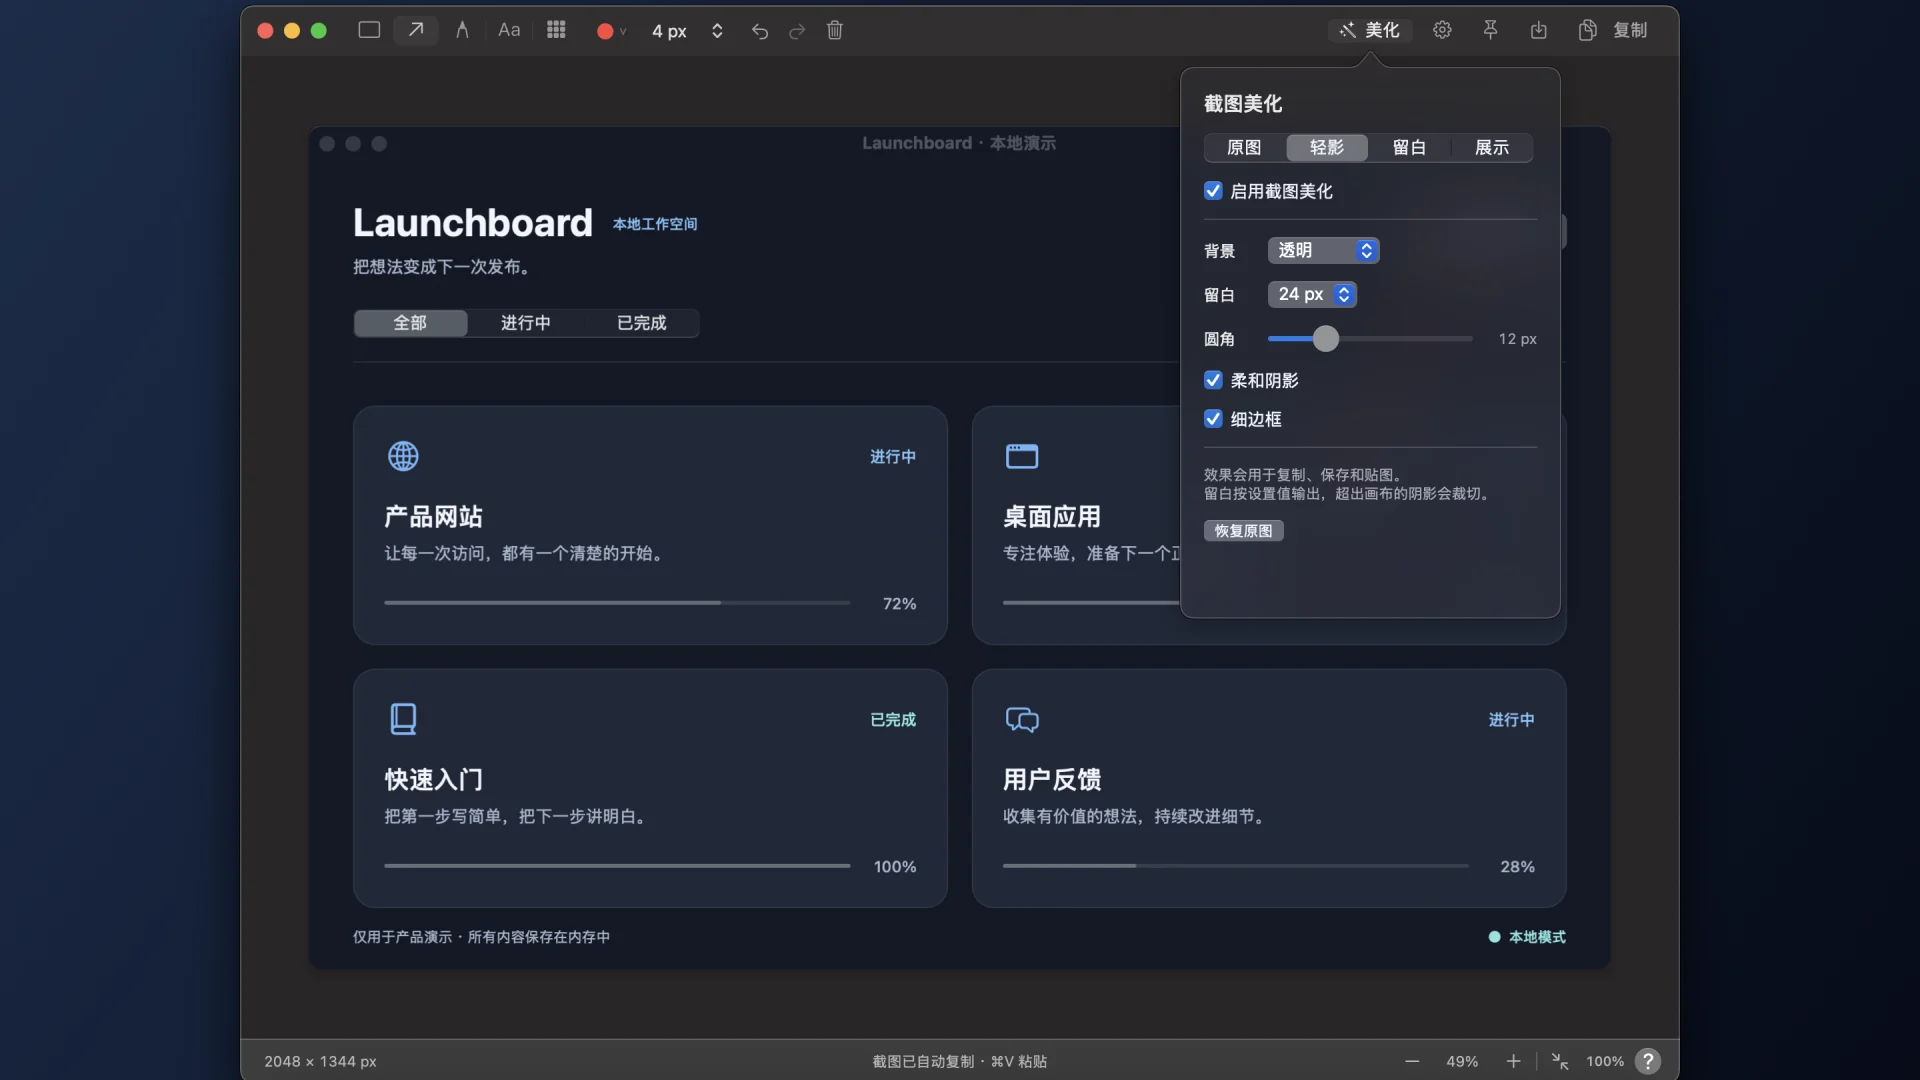 Aa
4 px
美化
复制
截图美化
原图
轻影
留白
展示
启用截图美化
背景
透明
留白
24 px
圆角
12 px
柔和阴影
细边框
效果会用于复制、保存和贴图。
留白按设置值输出，超出画布的阴影会裁切。
恢复原图
Launchboard · 本地演示
Launchboard
本地工作空间
把想法变成下一次发布。
全部
进行中
已完成
进行中
产品网站
让每一次访问，都有一个清楚的开始。
72%
桌面应用
专注体验，准备下一个正
已完成
快速入门
把第一步写简单，把下一步讲明白。
100%
进行中
用户反馈
收集有价值的想法，持续改进细节。
28%
仅用于产品演示 · 所有内容保存在内存中
本地模式
2048 × 1344 px
截图已自动复制 · ⌘V 粘贴
49%
100%
?